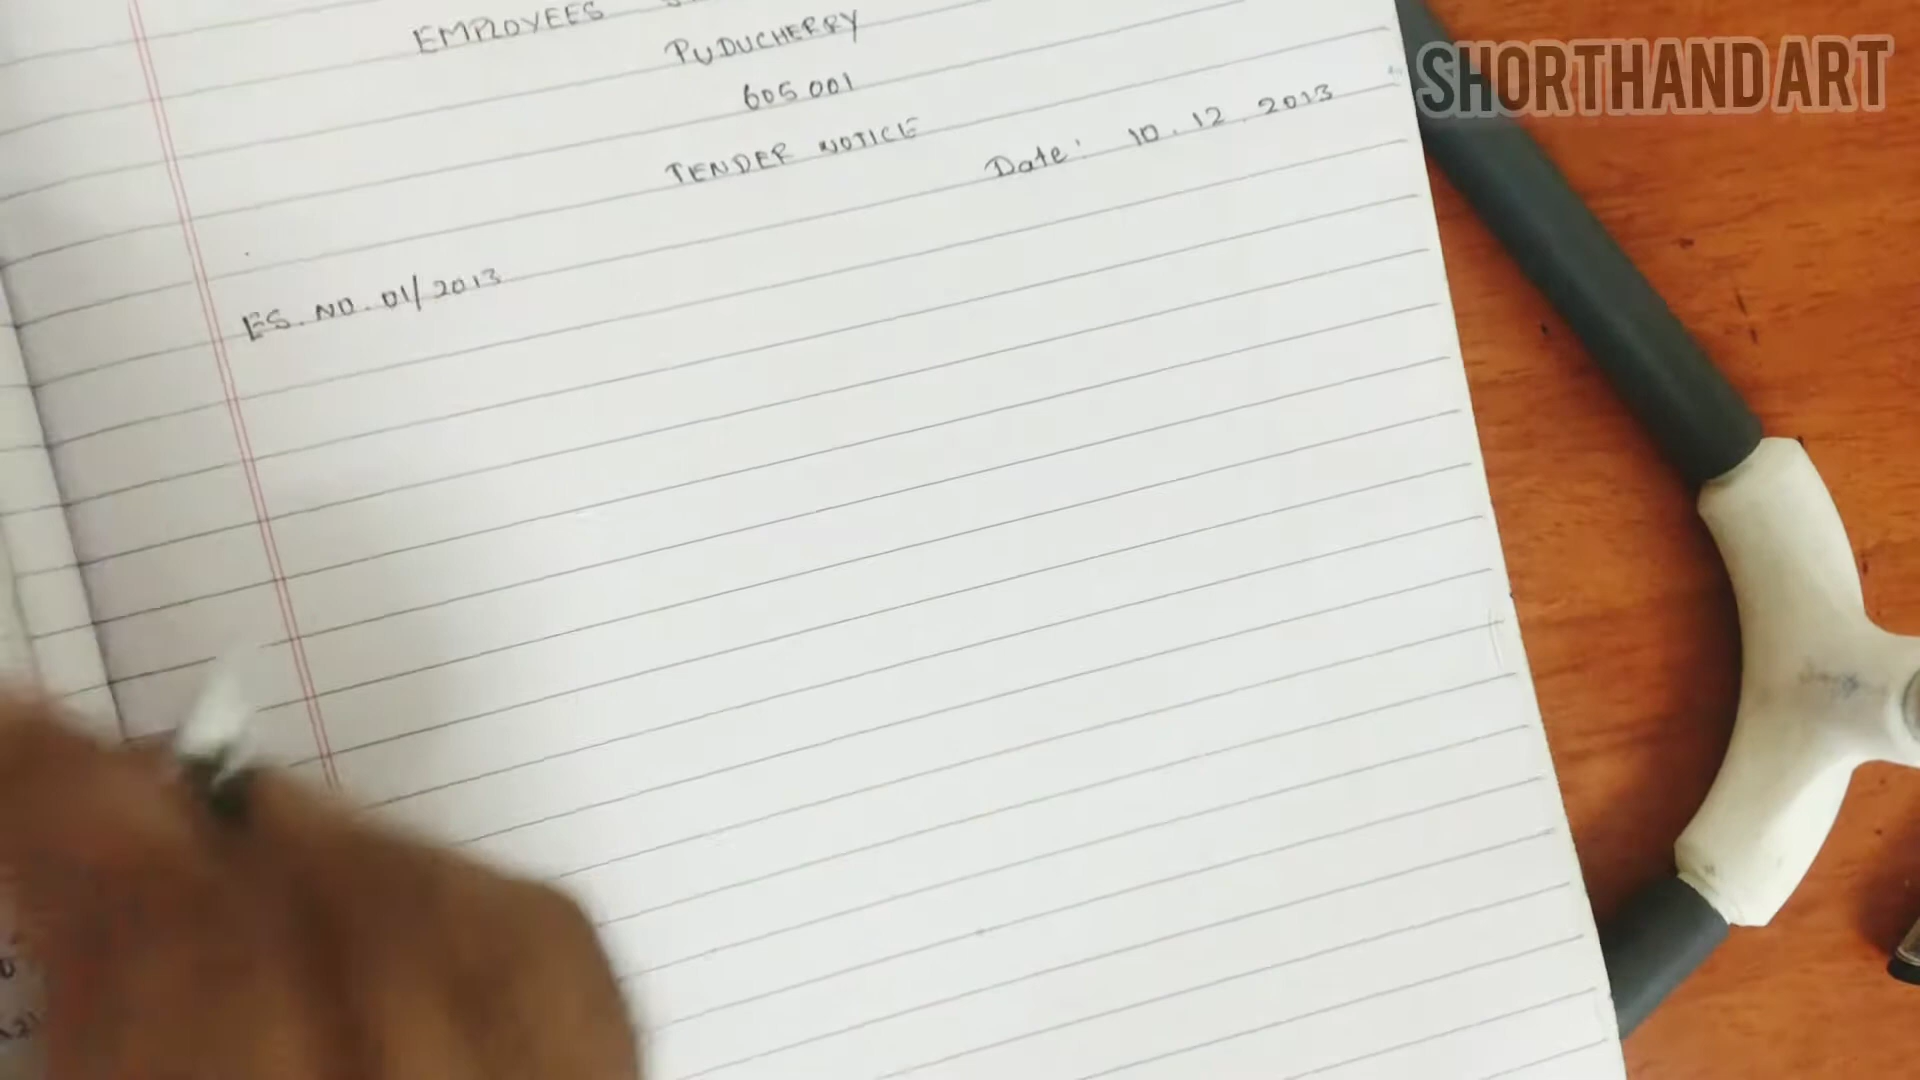 SHORTHAND ART
EMPLOYEES
PUDUCHERRY
605 001
TENDER NOTICE
Date: 10.12.2013
ES. NO. 01/2013